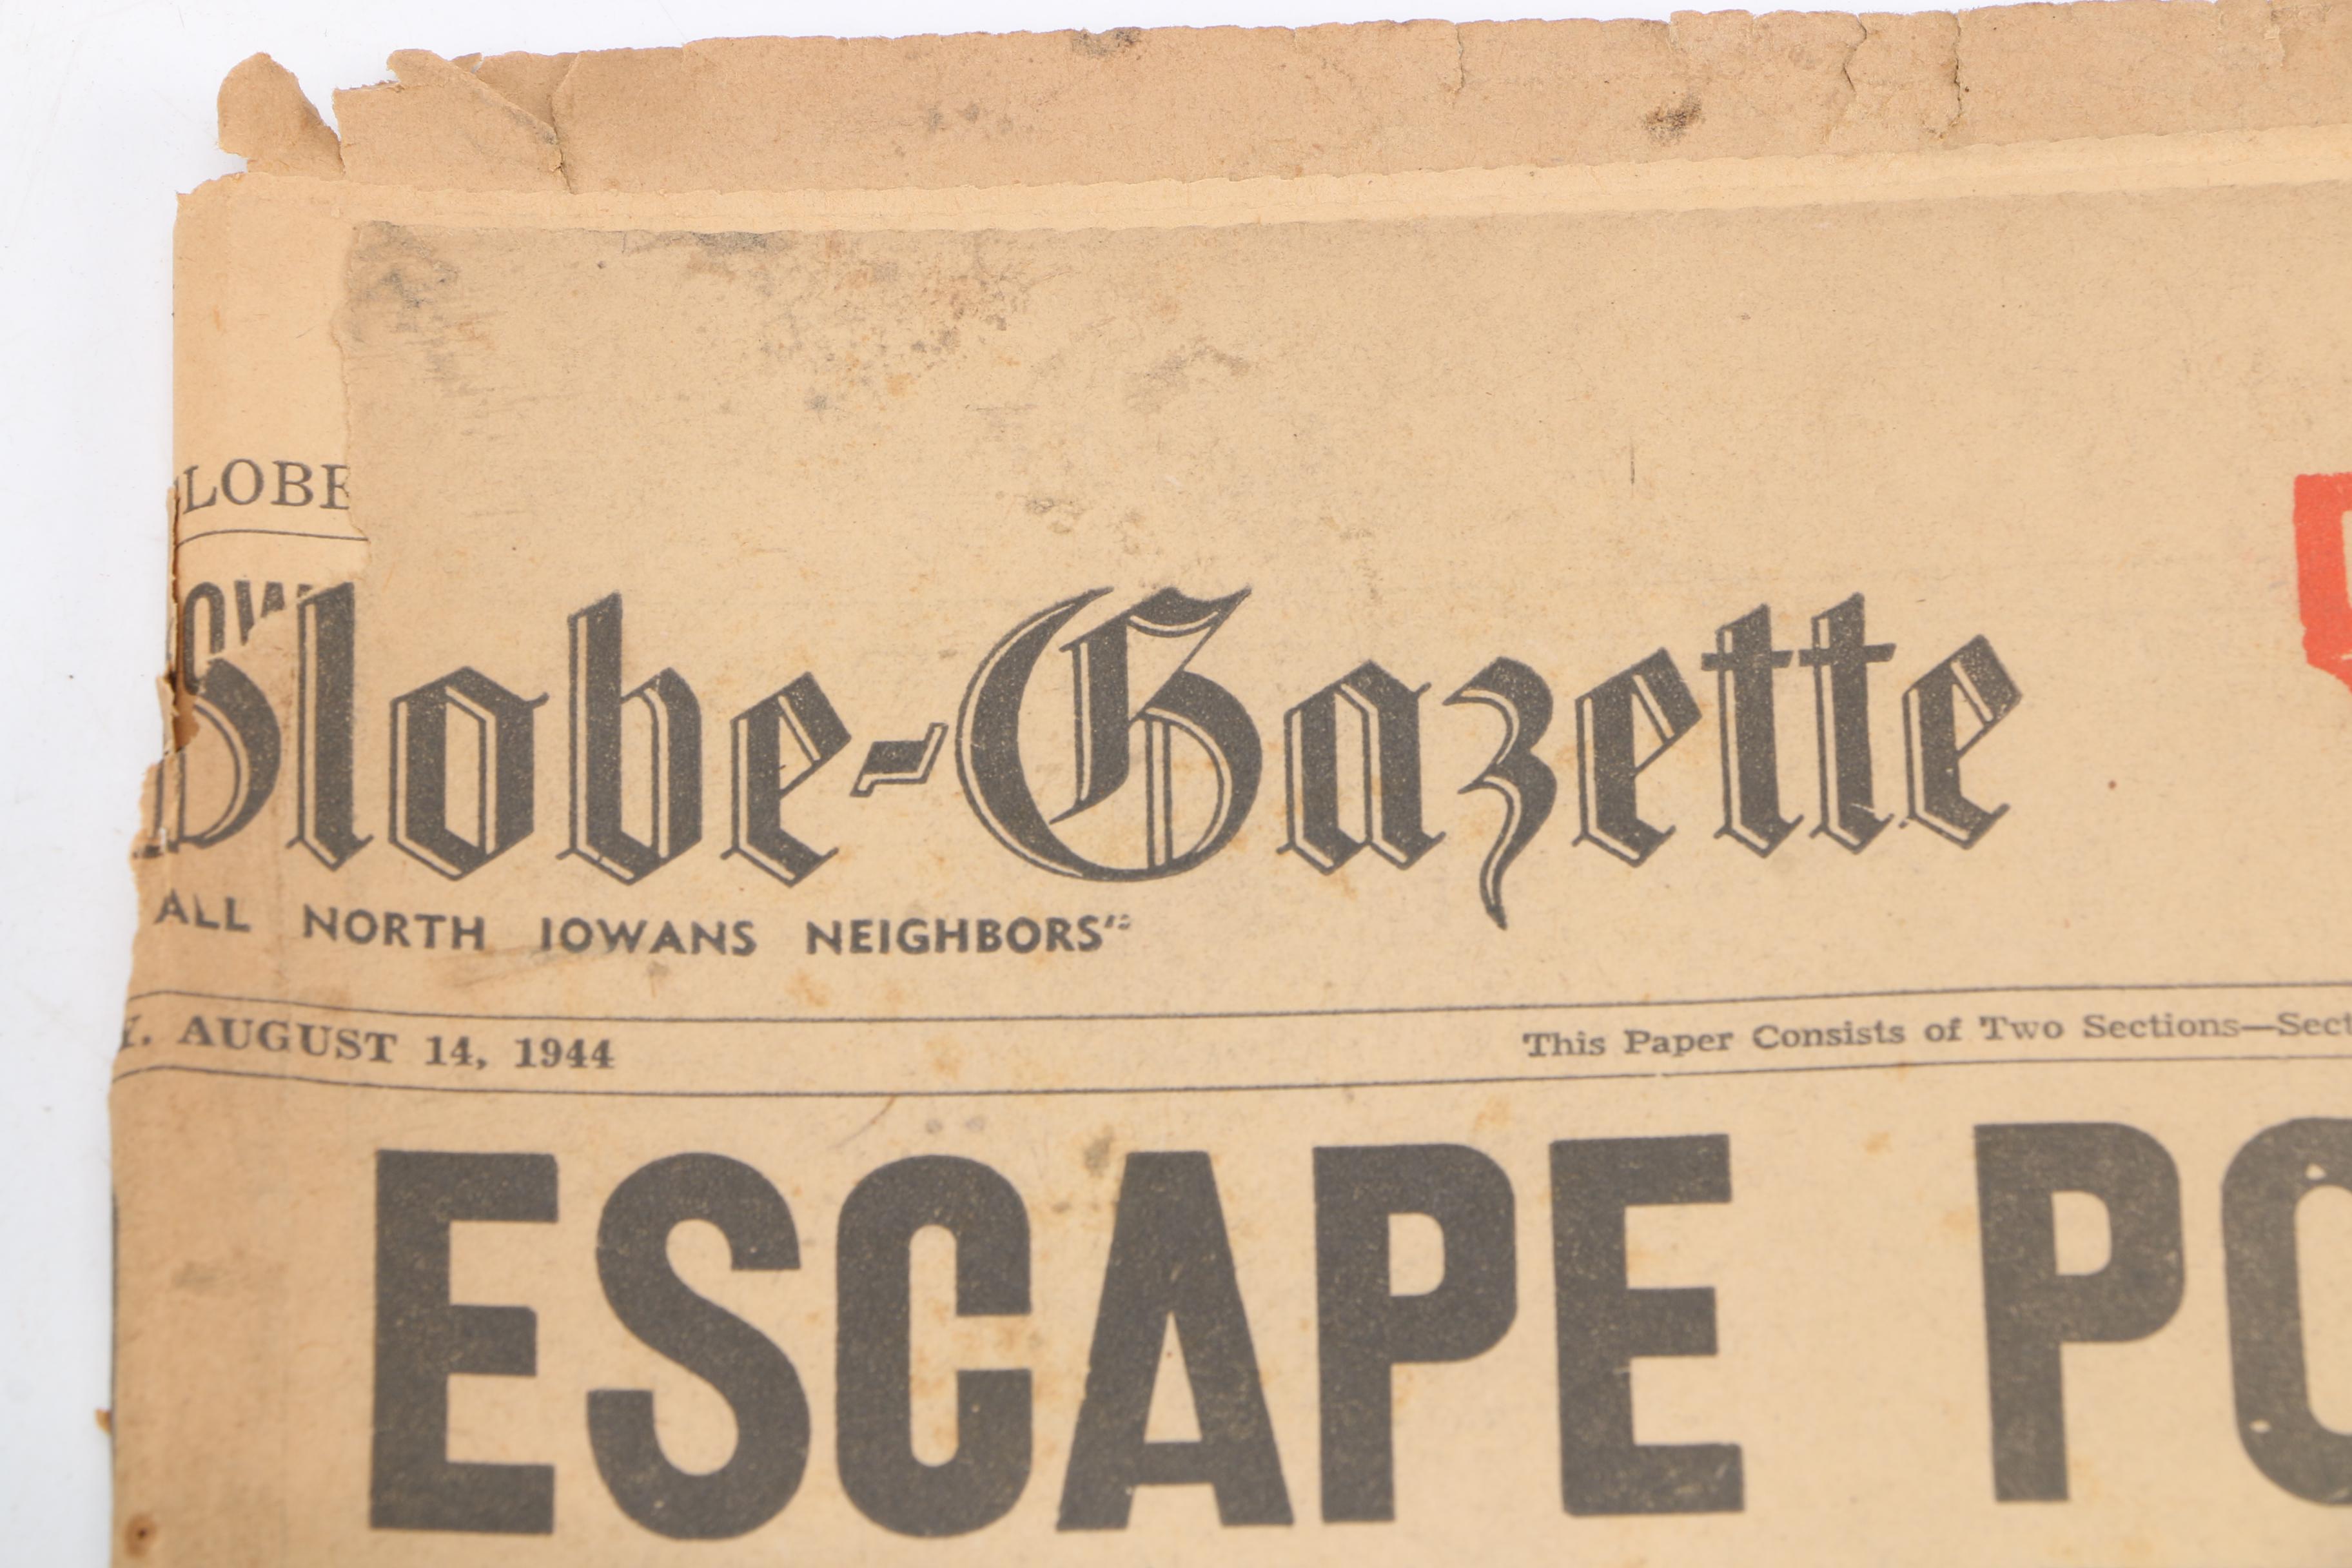 LOBE
Globe-Gazette
ALL NORTH IOWANS NEIGHBORS"
Y, AUGUST 14, 1944
This Paper Consists of Two Sections—Sect
ESCAPE PO